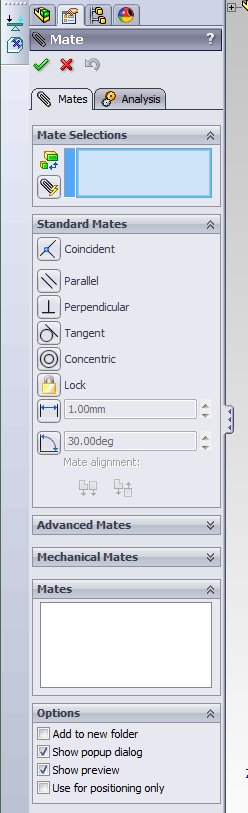 Mate ?
Mates Analysis
Mate Selections
Standard Mates
Coincident
Parallel
Perpendicular
Tangent
Concentric
Lock
1.00mm
30.00deg
Mate alignment:
Advanced Mates
Mechanical Mates
Mates
Options
Add to new folder
Show popup dialog
Show preview
Use for positioning only